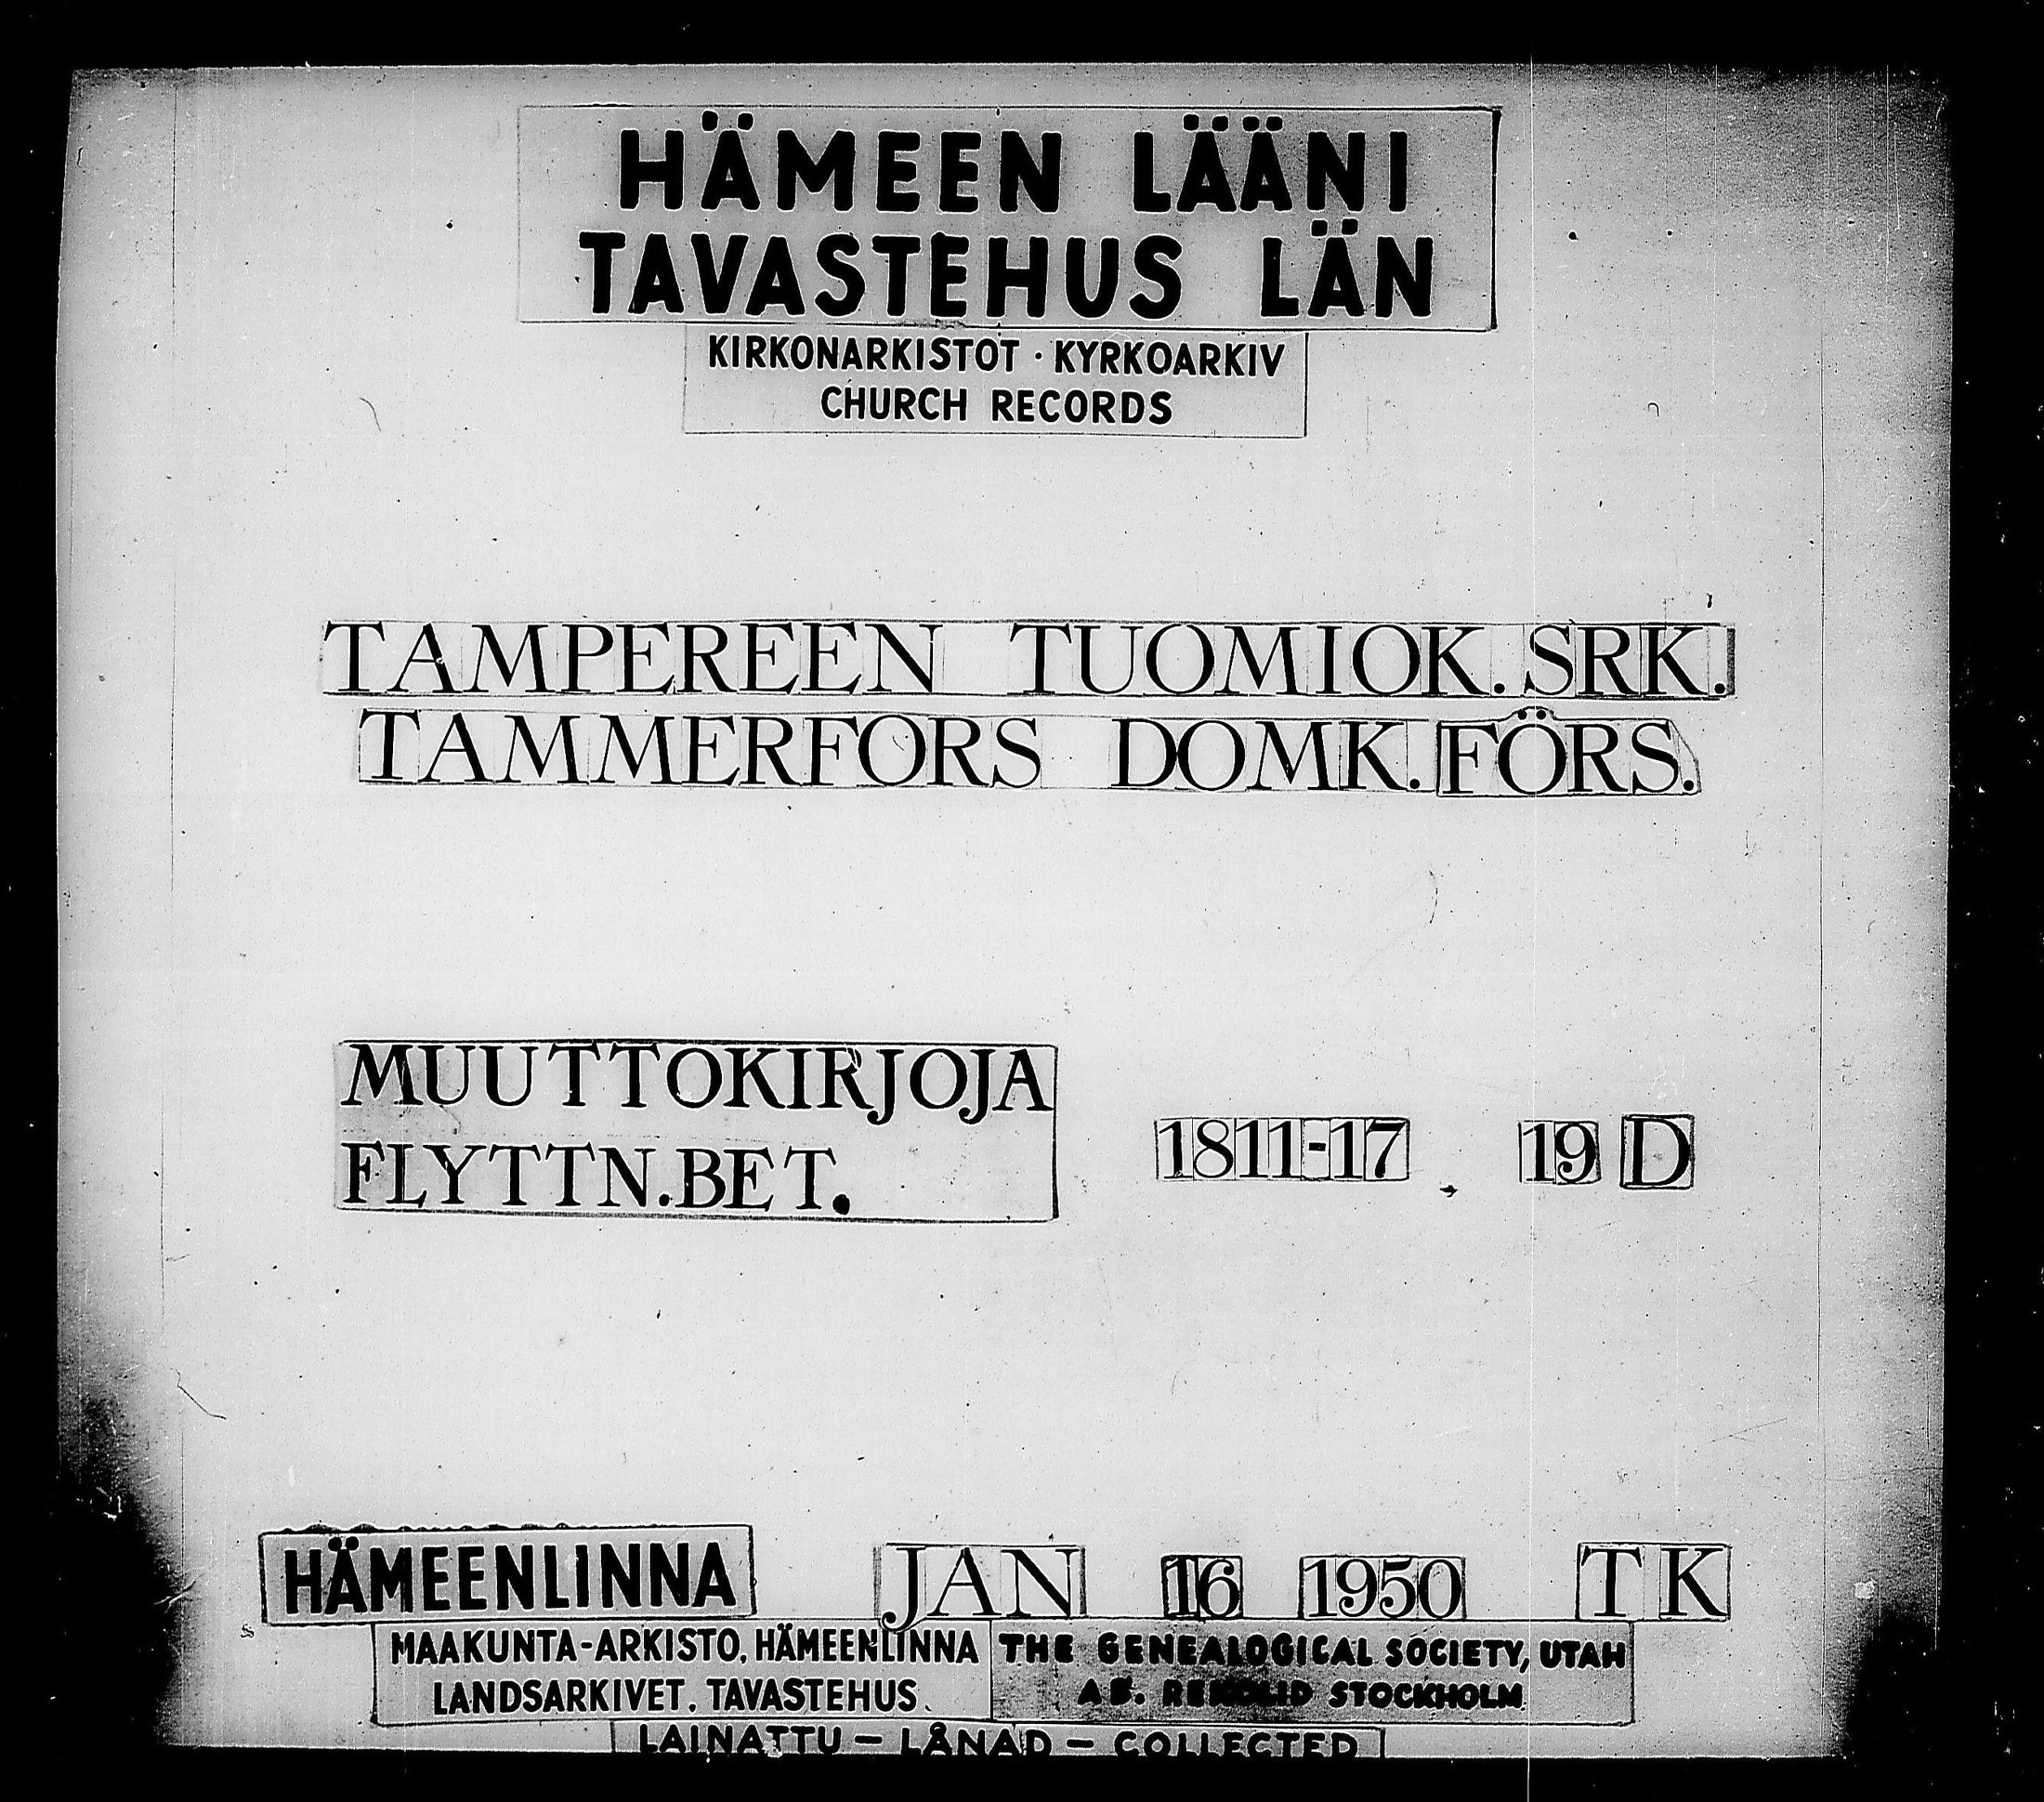 HÄMEEN LÄÄNI
TAVASTEHUS LÄN
KIRKONARKISTOT · KYRKOARKIV
CHURCH RECORDS
TAMPEREEN TUOMIOK. SRK.
TAMMERFORS DOMK. FÖRS.
MUUTTOKIRJOJA
FLYTTN.BET.
1811-17 19 D
HÄMEENLINNA JAN 16 1950 TK
MAAKUNTA-ARKISTO, HÄMEENLINNA
LANDSARKIVET, TAVASTEHUS
THE GENEALOGICAL SOCIETY, UTAH
AB. REKOLID STOCKHOLM
LAINATTU — LÅNAD — COLLECTED